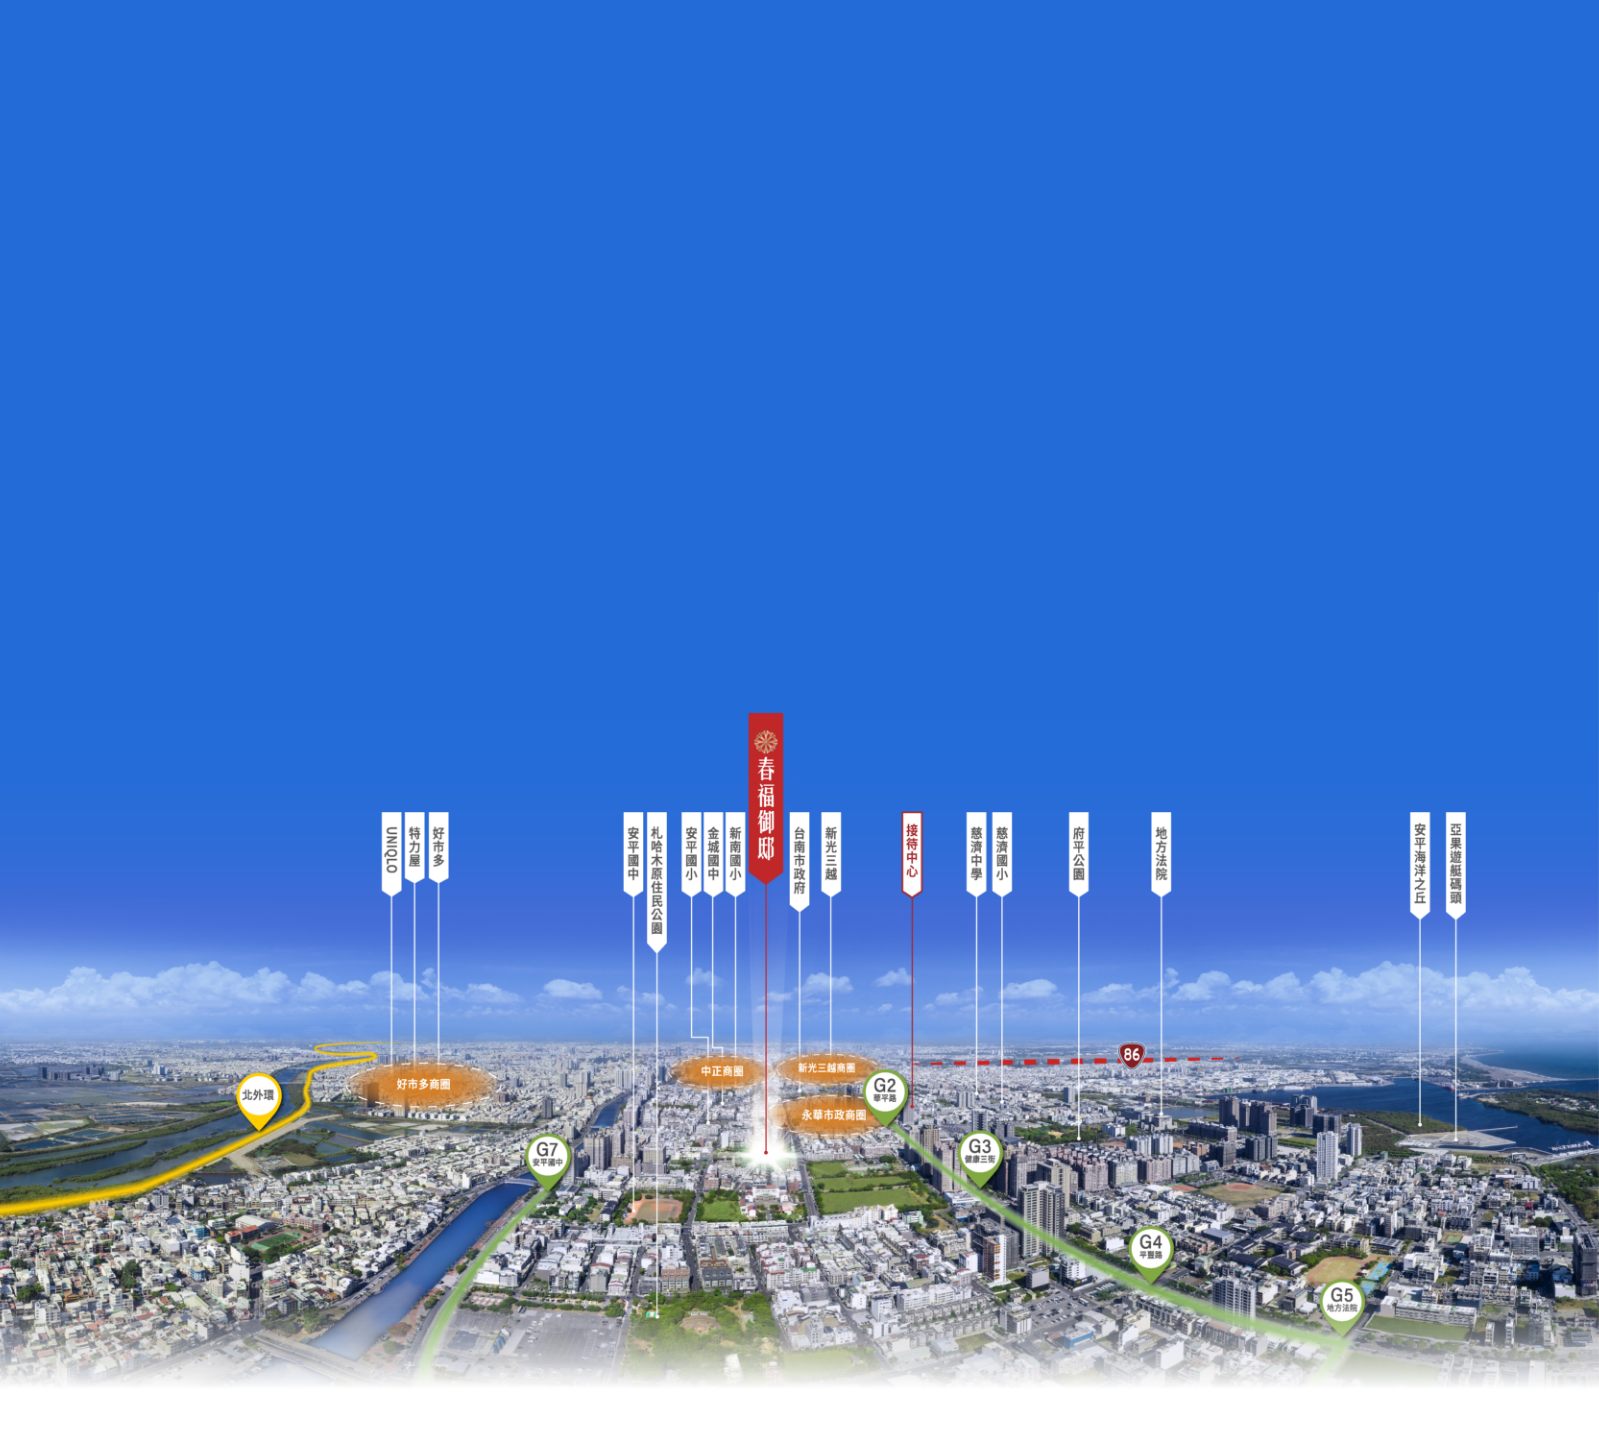 春福御邸
UNIQLO
特力屋
好市多
安平國中
札哈木原住民公園
安平國小
金城國中
新南國小
台南市政府
新光三越
接待中心
慈濟中學
慈濟國小
府平公園
地方法院
安平海洋之丘
亞果遊艇碼頭
86
中正商圈
新光三越商圈
好市多商圈
北外環
G2
華平路
永華市政商圈
G7
安平國中
G3
健康三街
G4
平豐路
G5
地方法院